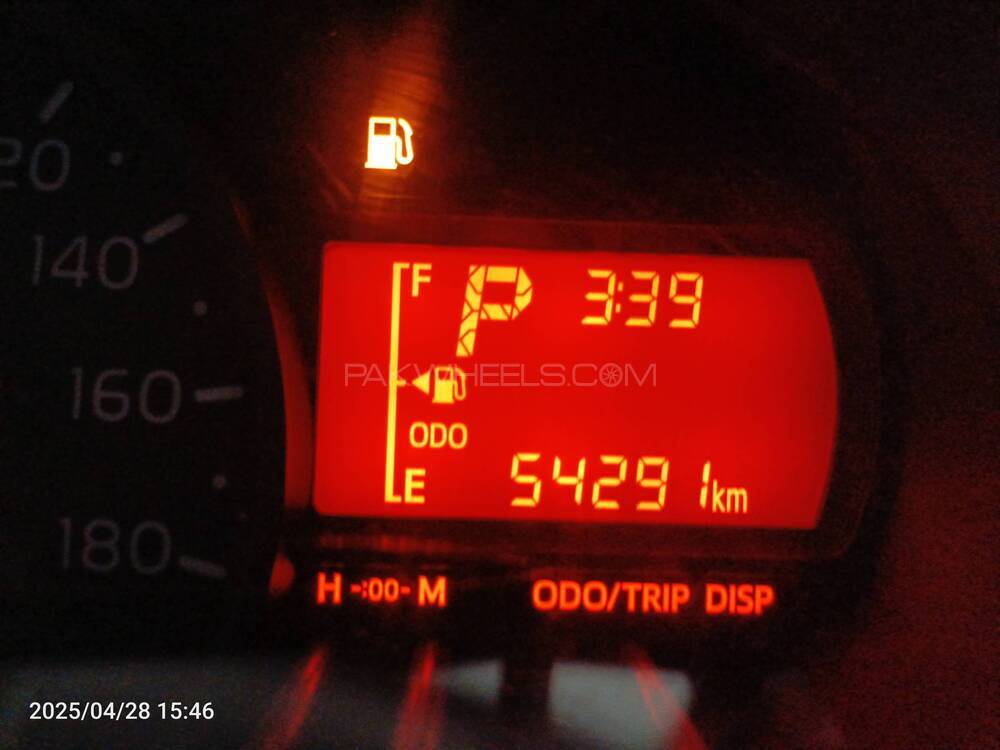 20
140
160
180
F
P 3:39
PAKWHEELS.COM
ODO
E
54291km
H -:00- M
ODO/TRIP DISP
2025/04/28 15:46